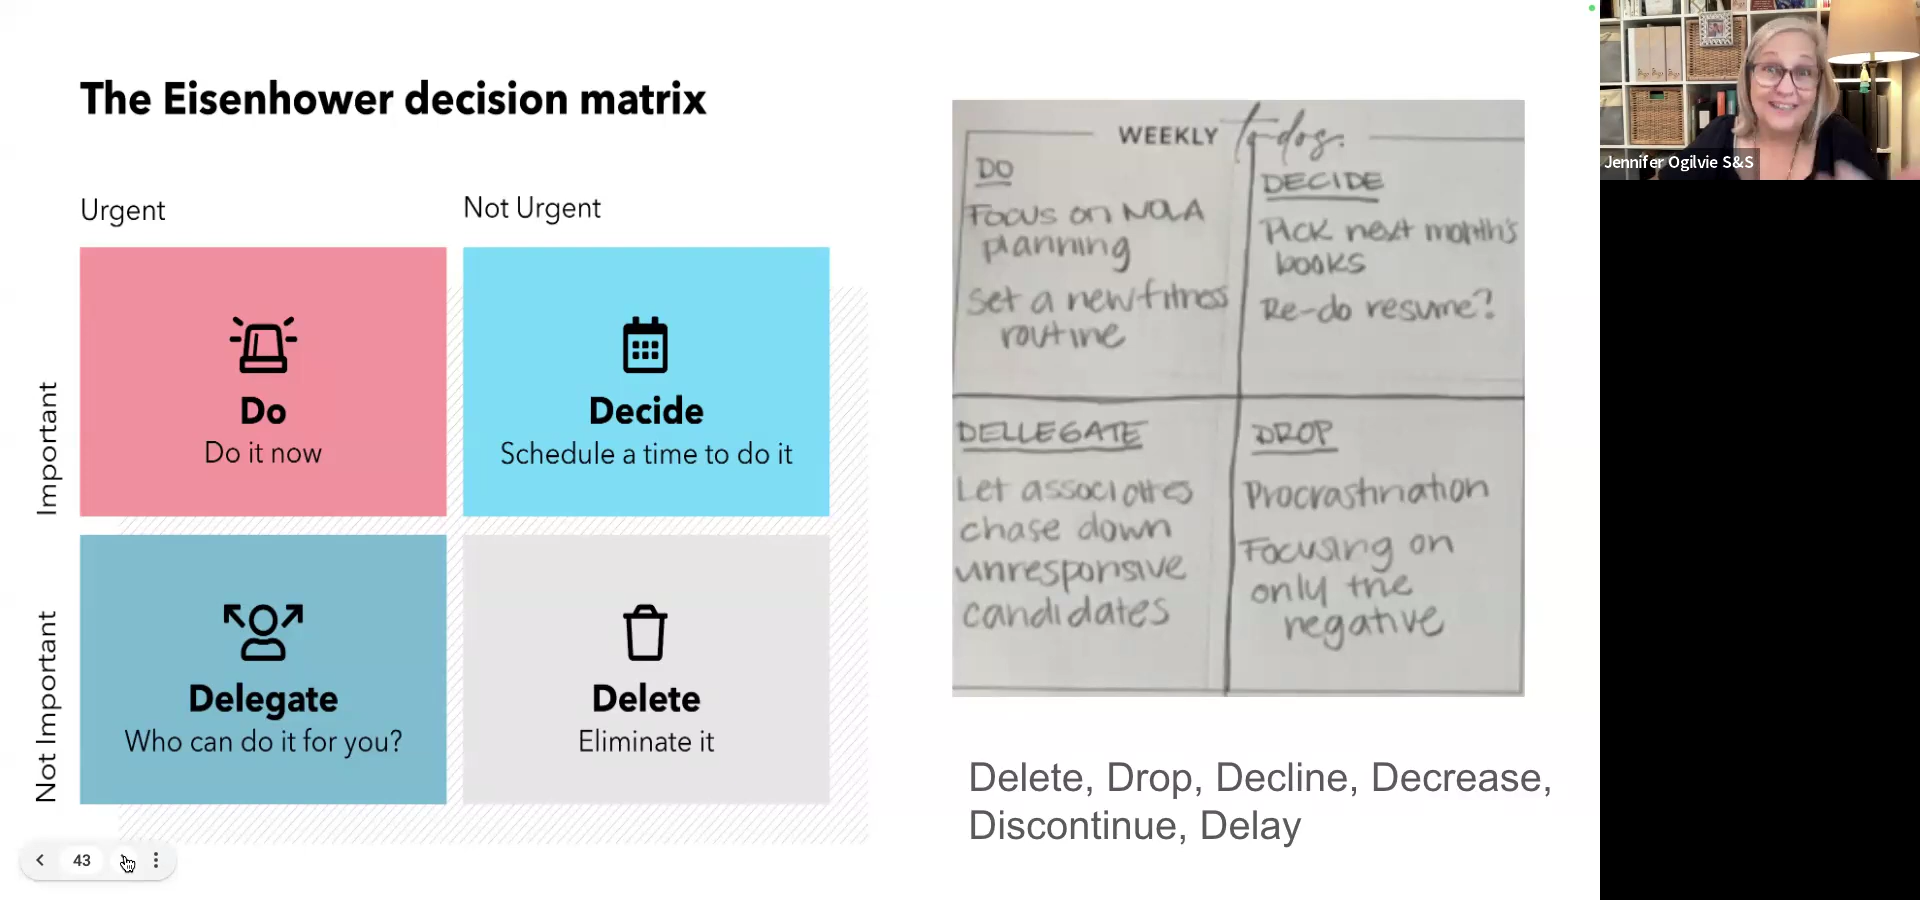 The Eisenhower decision matrix
Urgent
Not Urgent
Important
Do
Do it now
Decide
Schedule a time to do it
Not Important
Delegate
Who can do it for you?
Delete
Eliminate it
43
WEEKLY to-dos.
DO
Focus on NOLA
planning
Set a new fitness
routine
DECIDE
Pick next month's
books
Re-do resume?
DELLEGATE
Let associates
chase down
unresponsive
candidates
DROP
Procrastination
Focusing on
only the
negative
Delete, Drop, Decline, Decrease,
Discontinue, Delay
Jennifer Ogilvie S&S